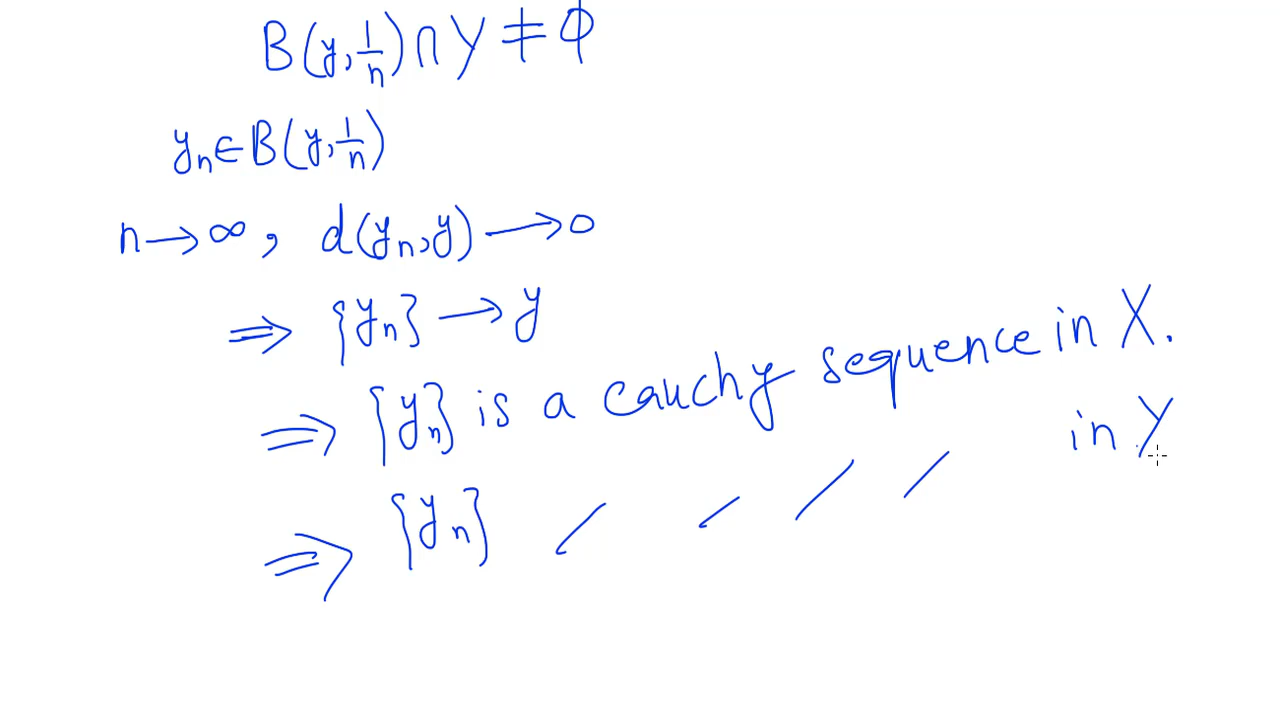 B(y, 1/n) ∩ Y ≠ ϕ
yn ∈ B(y, 1/n)
n → ∞, d(yn, y) → 0
⇒ {yn} → y
⇒ {yn} is a cauchy sequence in X.
⇒ {yn} / / / / in Y